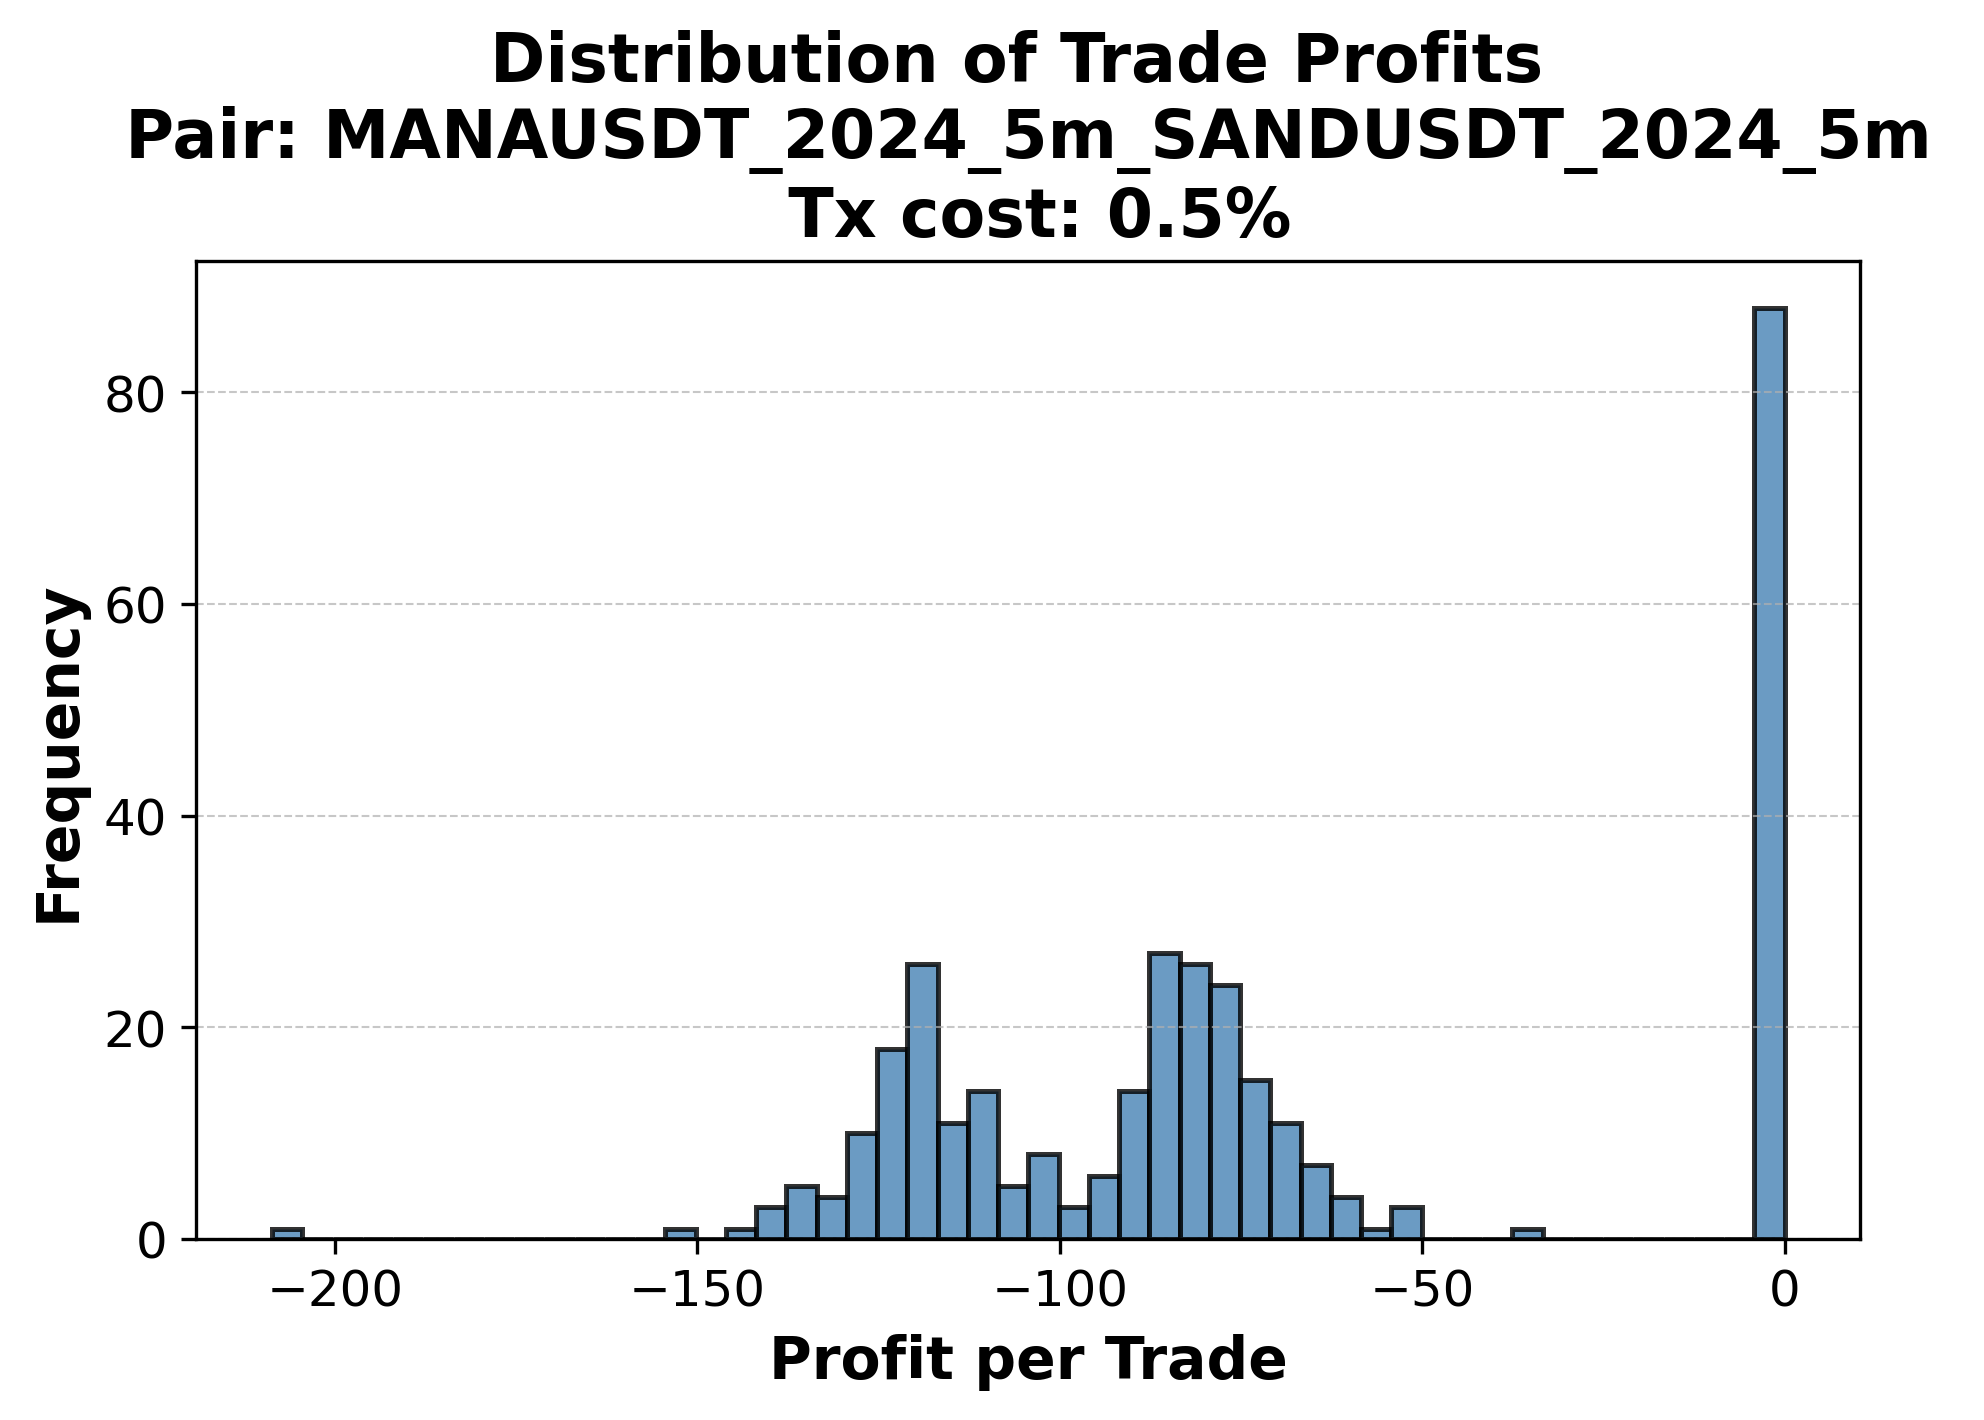 Distribution of Trade Profits
Pair: MANAUSDT_2024_5m_SANDUSDT_2024_5m
Tx cost: 0.5%
Frequency
80
60
40
20
0
−200 −150 −100 −50 0
Profit per Trade